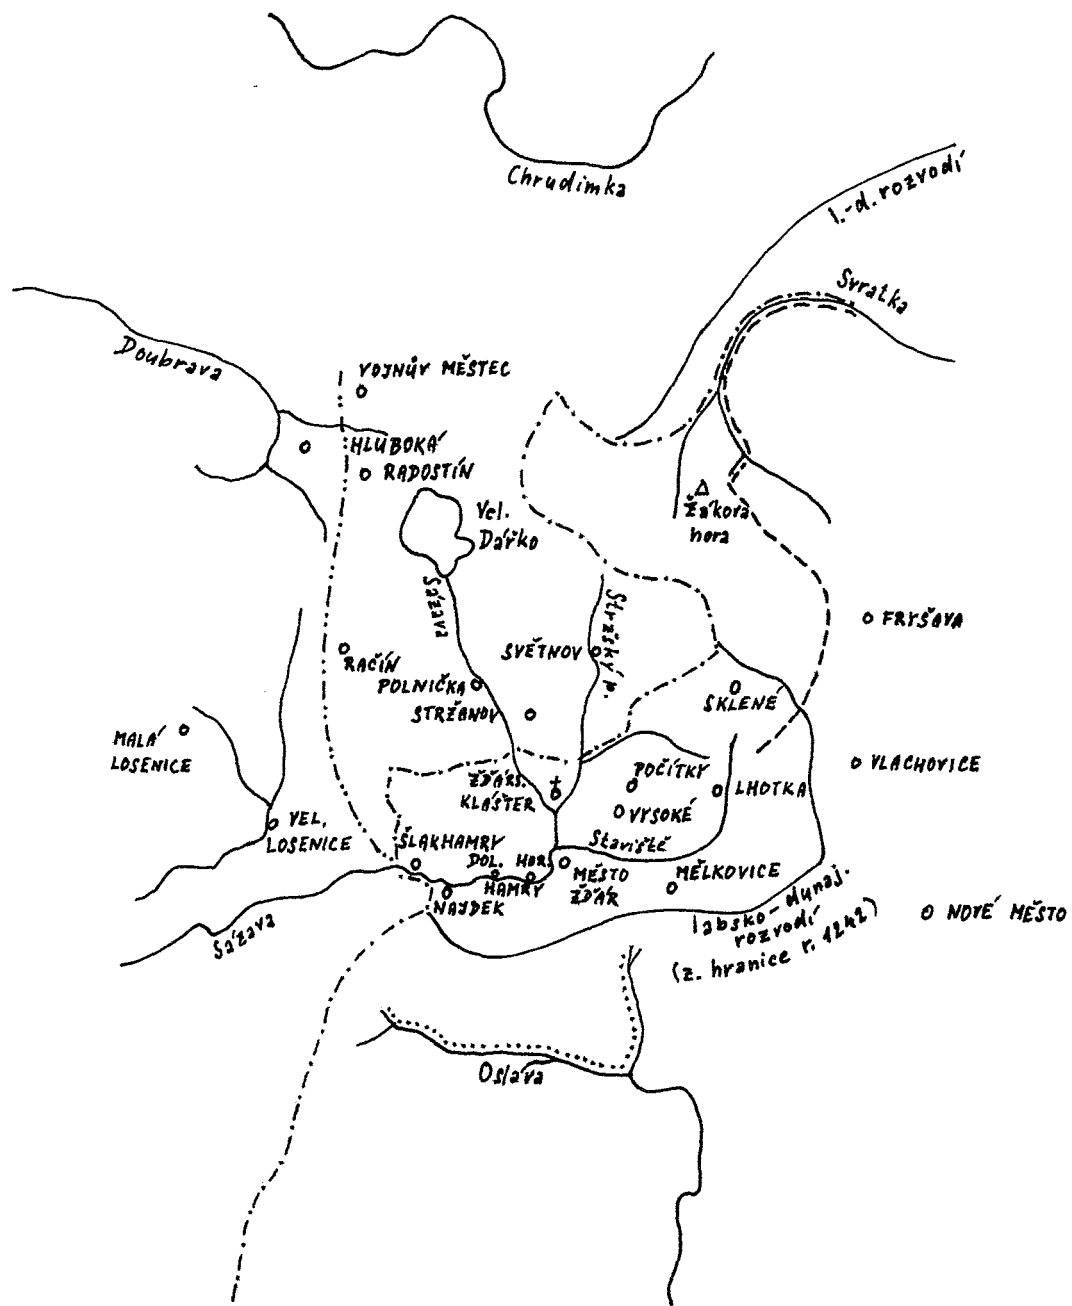 Chrudimka
l.-d. rozvodí
Svratka
Doubrava
VOJNŮV MĚSTEC
HLUBOKÁ
RADOSTÍN
Žákova
hora
Vel.
Dářko
Sázava
Stržský p.
FRYŠAVA
SVĚTNOV
RAČÍN
POLNIČKA
STRŽANOV
SKLENÉ
MALÁ
LOSENICE
VLACHOVICE
ŽĎÁRS.
KLÁŠTER
POČÍTKY
LHOTKA
VYSOKÉ
VEL.
LOSENICE
ŠLAKHAMRY
Staviště
DOL. HOR.
HAMRY
MĚSTO
ŽĎÁR
MĚLKOVICE
NAJDEK
Sázava
labsko-dunaj.
rozvodí
(z. hranice r. 1242)
NOVÉ MĚSTO
Oslava